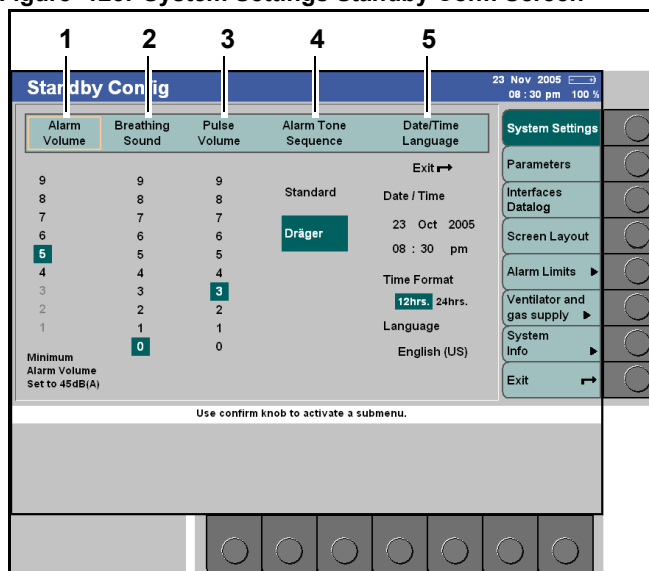 Figure System Settings Standby Screen
1 2 3 4 5
Standby Config
23 Nov 2005
08 : 30 pm 100 %
Alarm Volume
Breathing Sound
Pulse Volume
Alarm Tone Sequence
Date/Time Language
9
8
7
6
5
4
3
2
1
Minimum
Alarm Volume
Set to 45dB(A)
9
8
7
6
5
4
3
2
1
0
9
8
7
6
5
4
3
2
1
0
Standard
Dräger
Exit
Date / Time
23 Oct 2005
08 : 30 pm
Time Format
12hrs. 24hrs.
Language
English (US)
System Settings
Parameters
Interfaces
Datalog
Screen Layout
Alarm Limits
Ventilator and
gas supply
System
Info
Exit
Use confirm knob to activate a submenu.